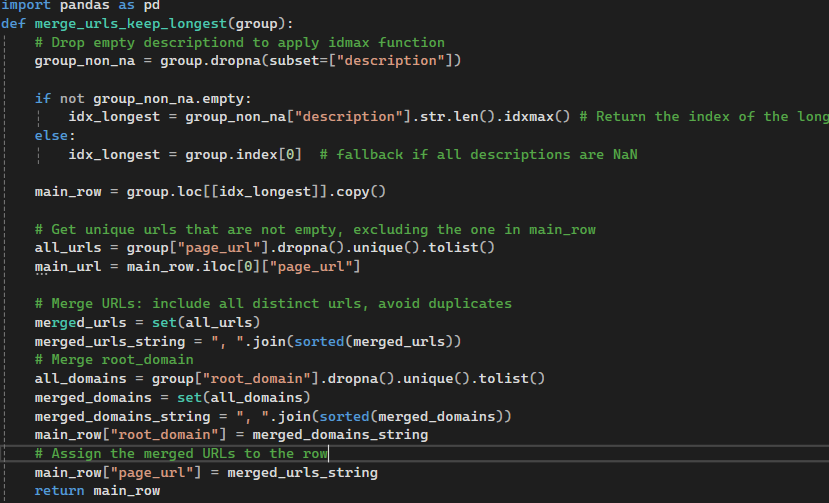 import pandas as pd
def merge_urls_keep_longest(group):
    # Drop empty descriptiond to apply idmax function
    group_non_na = group.dropna(subset=["description"])
    if not group_non_na.empty:
        idx_longest = group_non_na["description"].str.len().idxmax() # Return the index of the long
    else:
        idx_longest = group.index[0]  # fallback if all descriptions are NaN
    main_row = group.loc[[idx_longest]].copy()
    # Get unique urls that are not empty, excluding the one in main_row
    all_urls = group["page_url"].dropna().unique().tolist()
    main_url = main_row.iloc[0]["page_url"]
    # Merge URLs: include all distinct urls, avoid duplicates
    merged_urls = set(all_urls)
    merged_urls_string = ", ".join(sorted(merged_urls))
    # Merge root_domain
    all_domains = group["root_domain"].dropna().unique().tolist()
    merged_domains = set(all_domains)
    merged_domains_string = ", ".join(sorted(merged_domains))
    main_row["root_domain"] = merged_domains_string
    # Assign the merged URLs to the row
    main_row["page_url"] = merged_urls_string
    return main_row